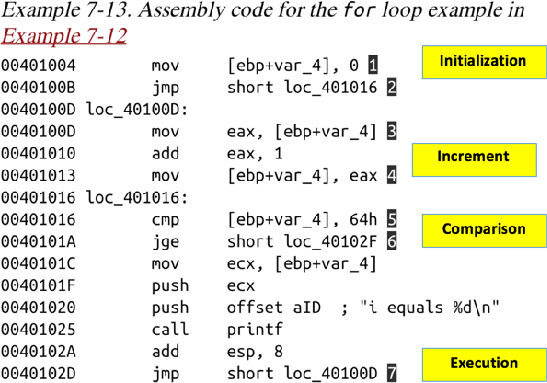 Example 7-13. Assembly code for the for loop example in
Example 7-12
00401004 mov [ebp+var_4], 0 1 Initialization
0040100B jmp short loc_401016 2
0040100D loc_40100D:
0040100D mov eax, [ebp+var_4] 3
00401010 add eax, 1 Increment
00401013 mov [ebp+var_4], eax 4
00401016 loc_401016:
00401016 cmp [ebp+var_4], 64h 5 Comparison
0040101A jge short loc_40102F 6
0040101C mov ecx, [ebp+var_4]
0040101F push ecx
00401020 push offset aID ; "i equals %d\n"
00401025 call printf
0040102A add esp, 8
0040102D jmp short loc_40100D 7 Execution